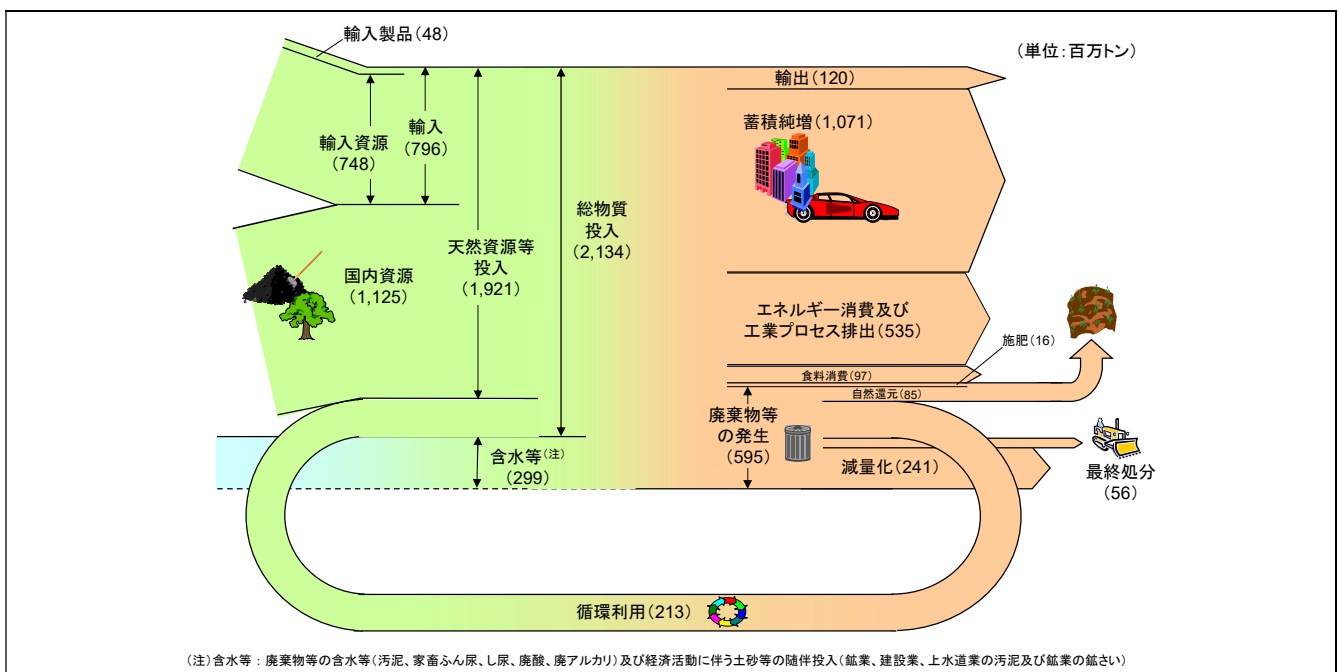 輸入製品(48)
(単位:百万トン)
輸出(120)
輸入資源
(748)
輸入
(796)
蓄積純増(1,071)
総物質
投入
(2,134)
天然資源等
投入
(1,921)
国内資源
(1,125)
エネルギー消費及び
工業プロセス排出(535)
施肥(16)
食料消費(97)
自然還元(85)
廃棄物等
の発生
(595)
含水等(注)
(299)
減量化(241)
最終処分
(56)
循環利用(213)
(注)含水等 : 廃棄物等の含水等(汚泥、家畜ふん尿、し尿、廃酸、廃アルカリ)及び経済活動に伴う土砂等の随伴投入(鉱業、建設業、上水道業の汚泥及び鉱業の鉱さい)